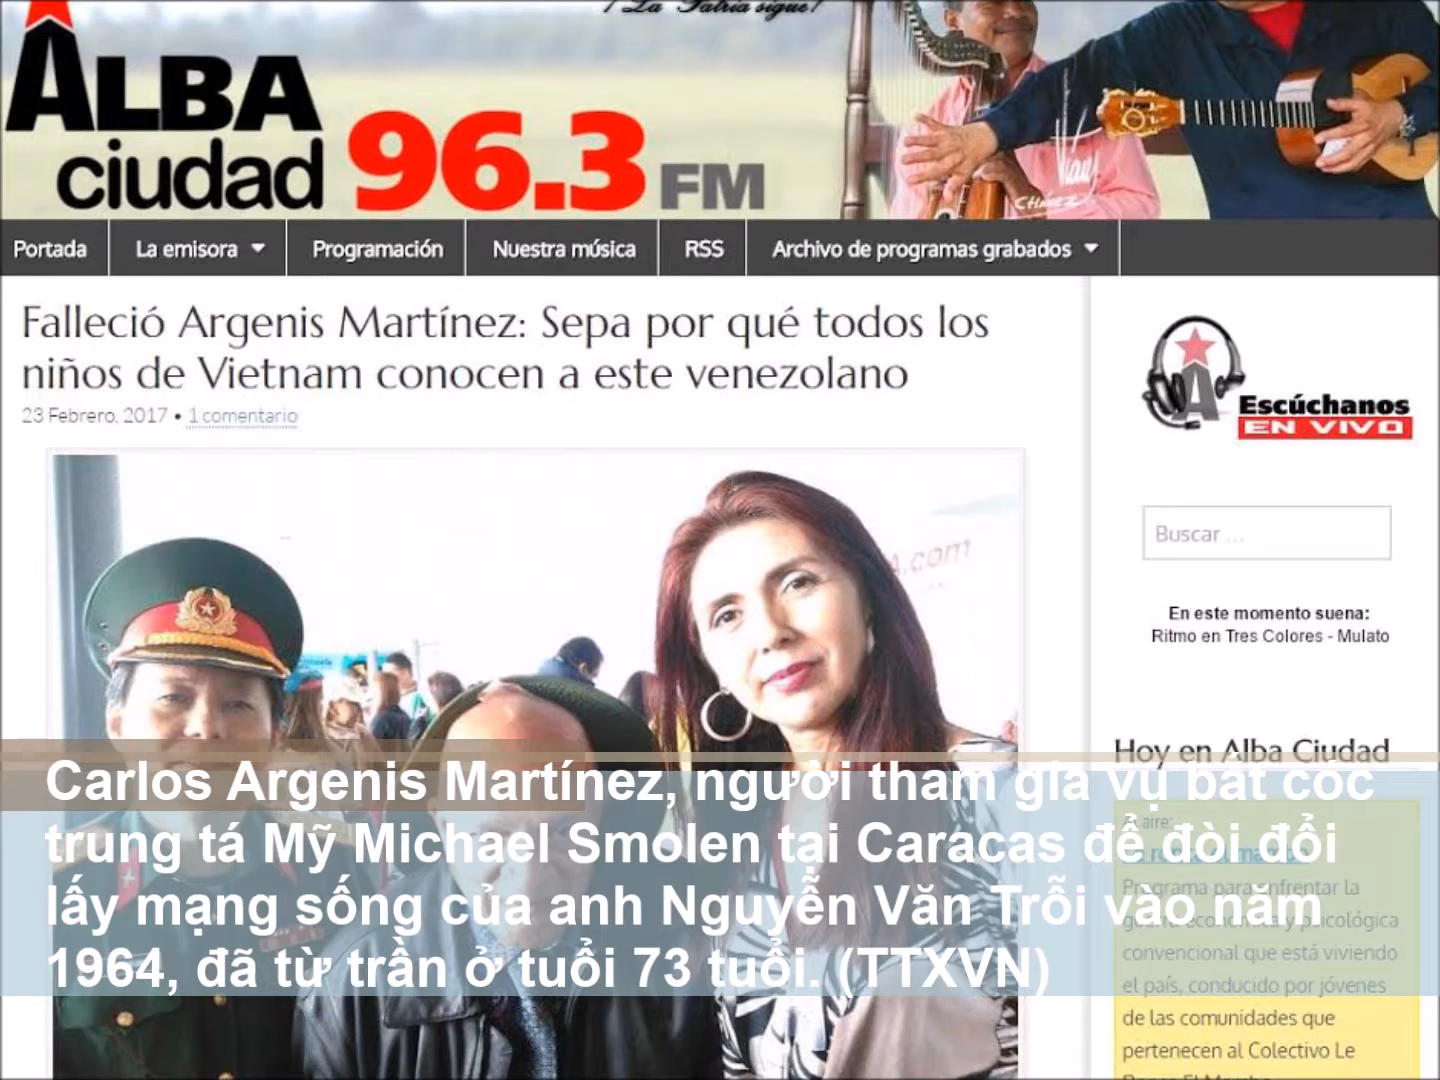 ¡La Patria sigue!
ALBA
ciudad 96.3 FM
Portada
La emisora
Programación
Nuestra música
RSS
Archivo de programas grabados
Falleció Argenis Martínez: Sepa por qué todos los
niños de Vietnam conocen a este venezolano
23 Febrero, 2017 • 1 comentario
Escúchanos
EN VIVO
Buscar ...
En este momento suena:
Ritmo en Tres Colores - Mulato
Hoy en Alba Ciudad
Carlos Argenis Martínez, người tham gia vụ bắt cóc
trung tá Mỹ Michael Smolen tại Caracas để đòi đổi
lấy mạng sống của anh Nguyễn Văn Trỗi vào năm
1964, đã từ trần ở tuổi 73 tuổi. (TTXVN)
Al aire:
Programa para enfrentar la
guerra económica y psicológica
convencional que está viviendo
el país, conducido por jóvenes
de las comunidades que
pertenecen al Colectivo Le